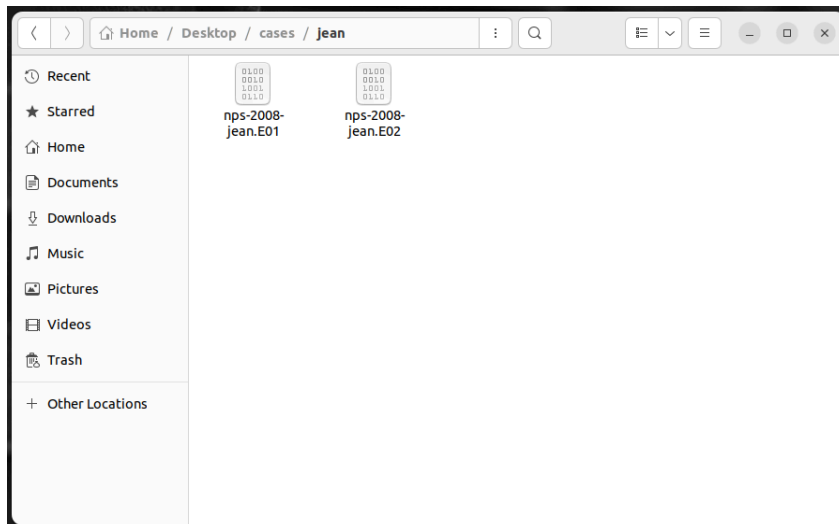 Home / Desktop / cases / jean
Recent
Starred
Home
Documents
Downloads
Music
Pictures
Videos
Trash
+ Other Locations
0100
0010
1001
0110
nps-2008-
jean.E01
0100
0010
1001
0110
nps-2008-
jean.E02